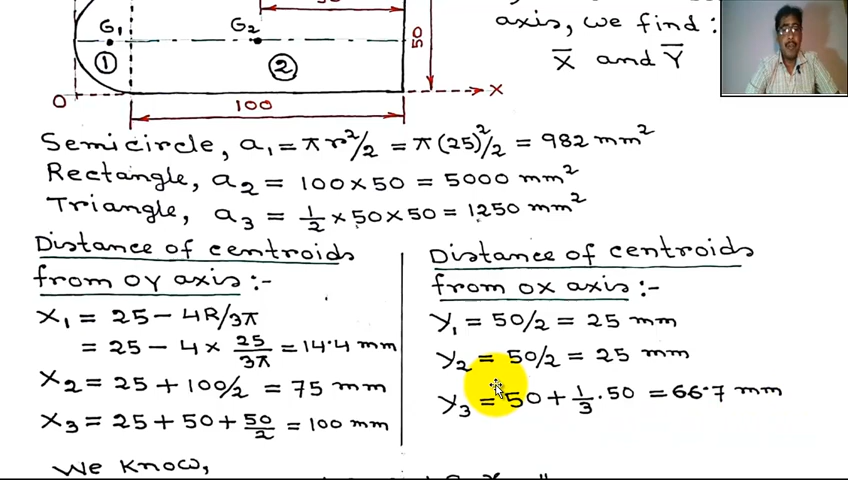 axis, we find :
X̅ and Y̅
G₁
G₂
①
②
50
O
100
X
Semicircle, a₁ = πr²/2 = π(25)²/2 = 982 mm²
Rectangle, a₂ = 100×50 = 5000 mm²
Triangle, a₃ = 1/2 × 50 × 50 = 1250 mm²
Distance of centroids
from OY axis :-
X₁ = 25 - 4R/3π
= 25 - 4 × 25/3π = 14.4 mm
X₂ = 25 + 100/2 = 75 mm
X₃ = 25 + 50 + 50/2 = 100 mm
Distance of centroids
from OX axis :-
Y₁ = 50/2 = 25 mm
Y₂ = 50/2 = 25 mm
Y₃ = 50 + 1/3 . 50 = 66.7 mm
We know,